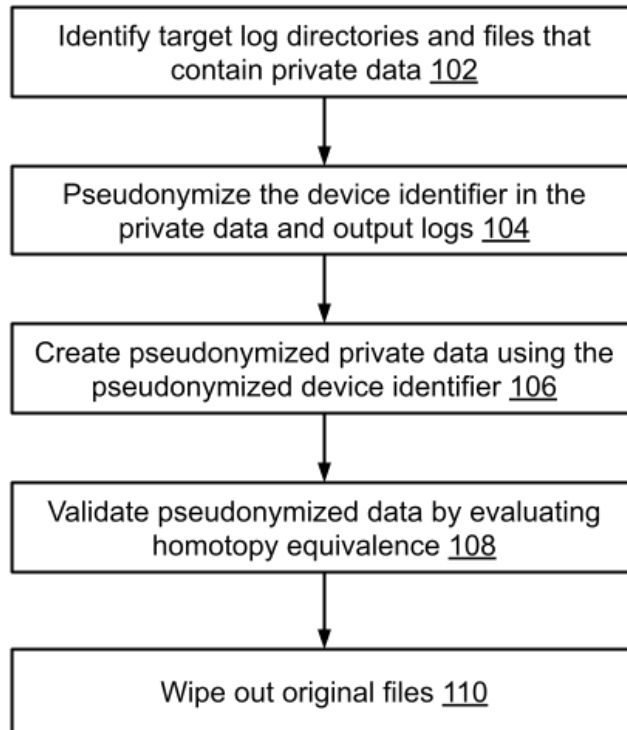 Identify target log directories and files that
contain private data 102
Pseudonymize the device identifier in the
private data and output logs 104
Create pseudonymized private data using the
pseudonymized device identifier 106
Validate pseudonymized data by evaluating
homotopy equivalence 108
Wipe out original files 110